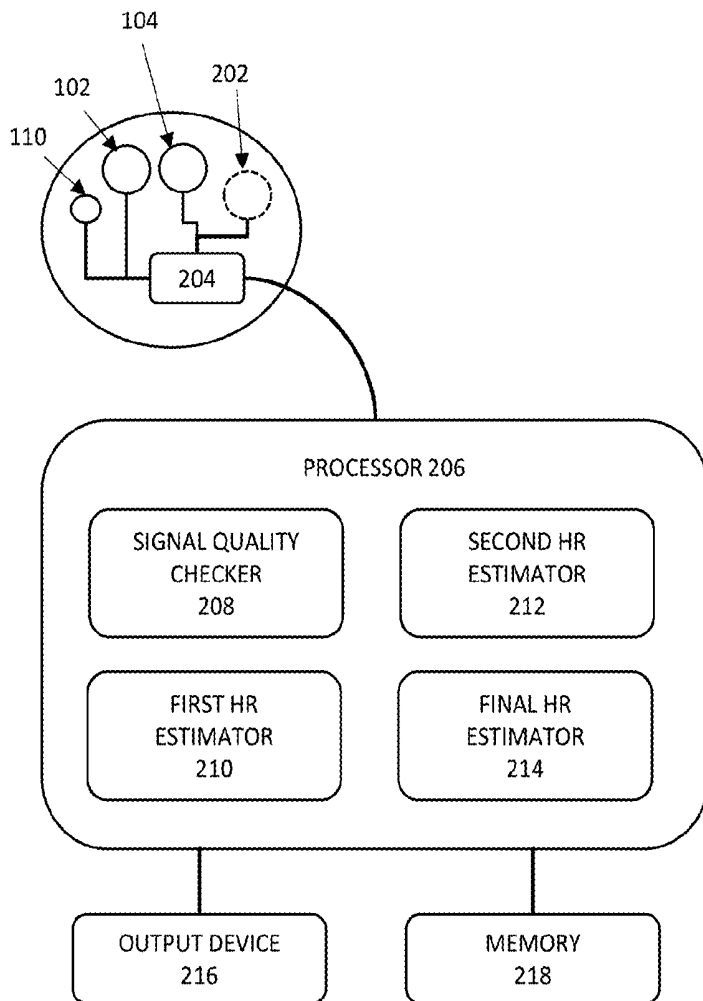 104
102
202
110
204
PROCESSOR 206
SIGNAL QUALITY
CHECKER
208
SECOND HR
ESTIMATOR
212
FIRST HR
ESTIMATOR
210
FINAL HR
ESTIMATOR
214
OUTPUT DEVICE
216
MEMORY
218